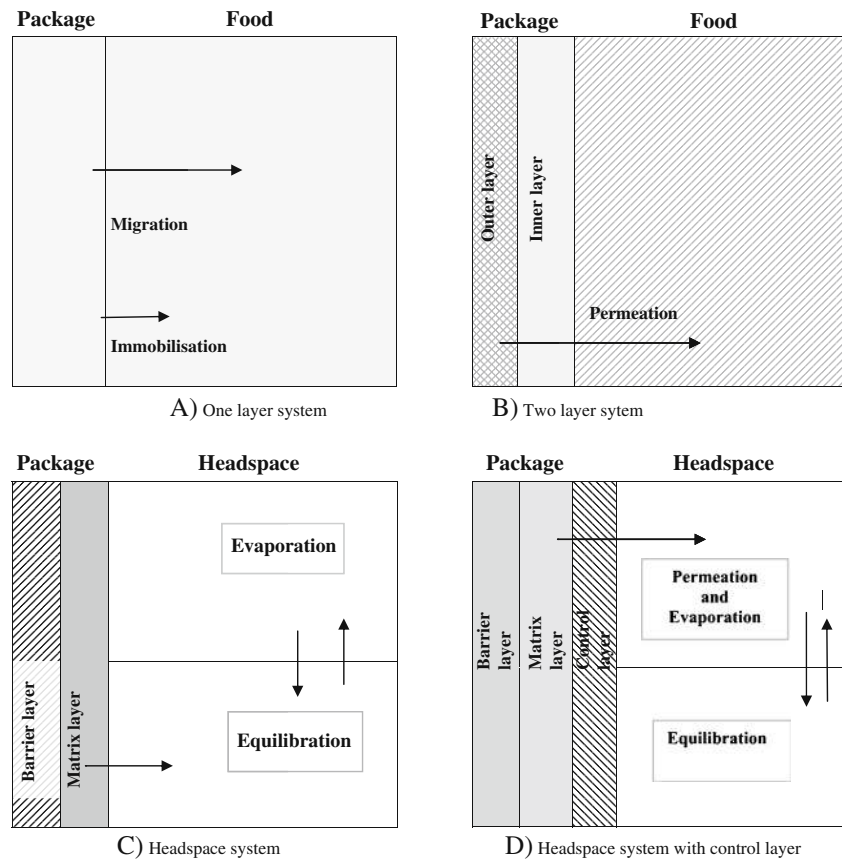 Package Food
Migration
Immobilisation
A) One layer system
Package Food
Outer layer
Inner layer
Permeation
B) Two layer sytem
Package Headspace
Barrier layer
Matrix layer
Evaporation
Equilibration
C) Headspace system
Package Headspace
Barrier
layer
Matrix
layer
Control
layer
Permeation
and
Evaporation
Equilibration
D) Headspace system with control layer